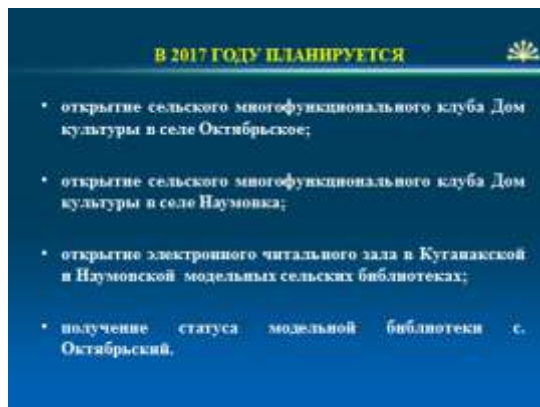 В 2017 ГОДУ ПЛАНИРУЕТСЯ
• открытие сельского многофункционального клуба Дом
культуры в селе Октябрьское;
• открытие сельского многофункционального клуба Дом
культуры в селе Наумовка;
• открытие электронного читального зала в Куганакской
и Наумовской модельных сельских библиотеках;
• получение статуса модельной библиотеки с.
Октябрьский.